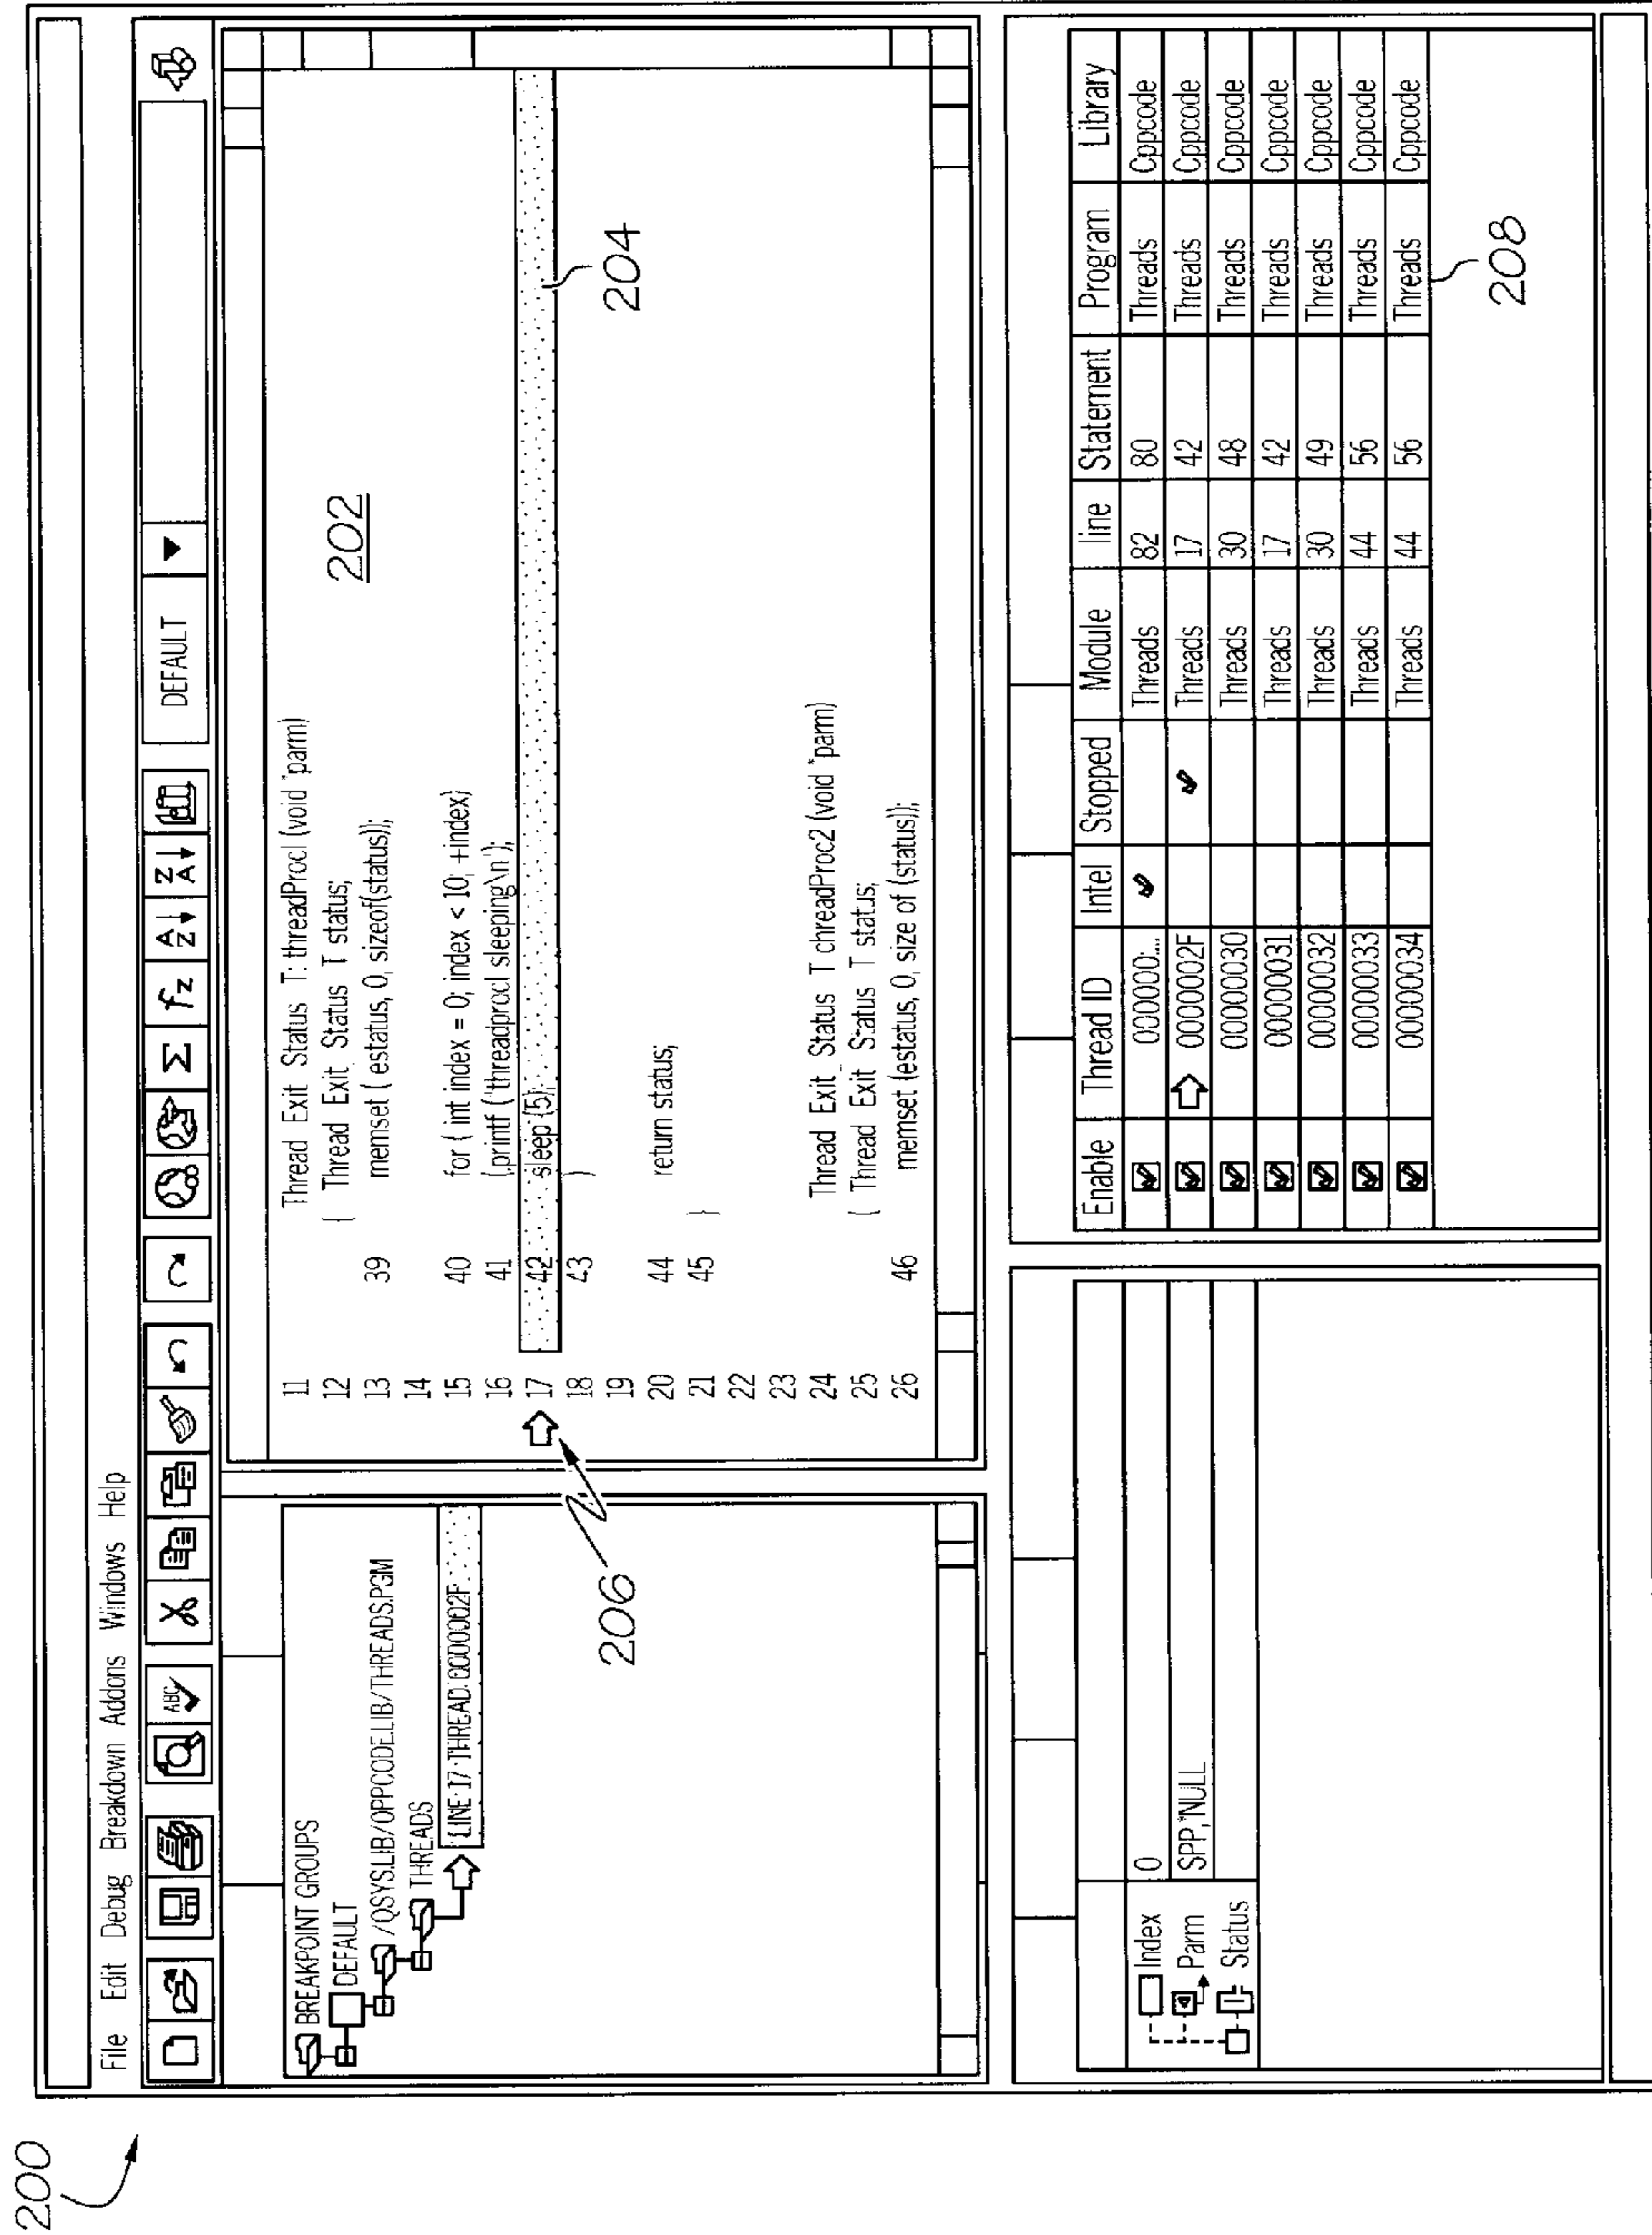 200
File Edit Debug Breakdown Addons Windows Help
ABC
Σ
fz
A Z
Z A
DEFAULT
BREAKPOINT GROUPS
DEFAULT
/QSYS.LIB/OPPCODE.LIB/THREADS.PGM
THREADS
LINE:17:THREAD:0000002F
206
202
11 Thread Exit Status T: threadProcl (void *parm)
12 { Thread Exit Status T status;
13 39 memset ( estatus, 0, sizeof(status));
14
15 40 for ( int index = 0; index < 10; +index)
16 41 {printf ('threadprocl sleeping\n');
17 42 sleep (5);
18 43 }
19
20 44 return status;
21 45 }
22
23
24 Thread Exit Status T chreadProc2 (void *parm)
25 { Thread Exit Status T status;
26 46 memset (estatus, 0, size of (status));
204
Index 0
Parm SPP,*NULL
Status
Enable Thread ID Intel Stopped Module line Statement Program Library
000000:... Threads 82 80 Threads Cppcode
0000002F Threads 17 42 Threads Cppcode
00000030 Threads 30 48 Threads Cppcode
00000031 Threads 17 42 Threads Cppcode
00000032 Threads 30 49 Threads Cppcode
00000033 Threads 44 56 Threads Cppcode
00000034 Threads 44 56 Threads Cppcode
208